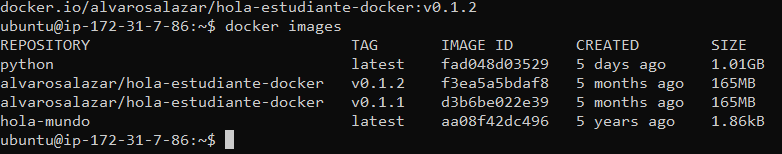 docker.io/alvarosalazar/hola-estudiante-docker:v0.1.2
ubuntu@ip-172-31-7-86:~$ docker images
REPOSITORY TAG IMAGE ID CREATED SIZE
python latest fad048d03529 5 days ago 1.01GB
alvarosalazar/hola-estudiante-docker v0.1.2 f3ea5a5bdaf8 5 months ago 165MB
alvarosalazar/hola-estudiante-docker v0.1.1 d3b6be022e39 5 months ago 165MB
hola-mundo latest aa08f42dc496 5 years ago 1.86kB
ubuntu@ip-172-31-7-86:~$